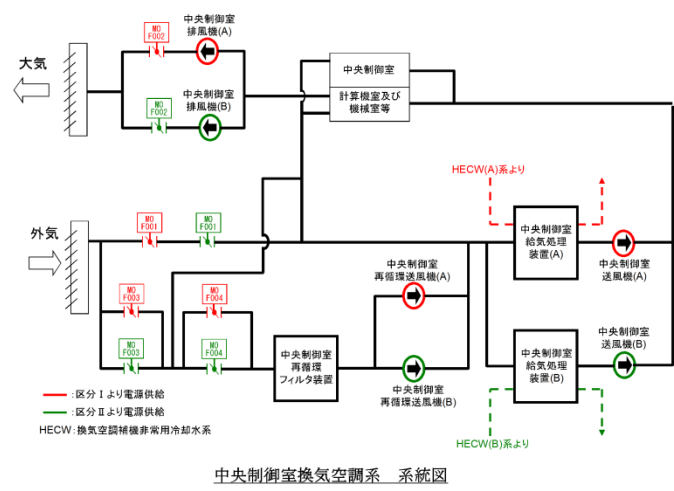 MO
F002
中央制御室
排風機(A)
大気
MO
F002
中央制御室
排風機(B)
中央制御室
計算機室及び
機械室等
HECW(A)系より
外気
MO
F001
MO
F001
中央制御室
給気処理
装置(A)
中央制御室
送風機(A)
中央制御室
再循環送風機(A)
MO
F003
MO
F004
MO
F003
MO
F004
中央制御室
再循環
フィルタ装置
中央制御室
再循環送風機(B)
中央制御室
給気処理
装置(B)
中央制御室
送風機(B)
HECW(B)系より
:区分Ⅰより電源供給
:区分Ⅱより電源供給
HECW:換気空調補機非常用冷却水系
中央制御室換気空調系　系統図